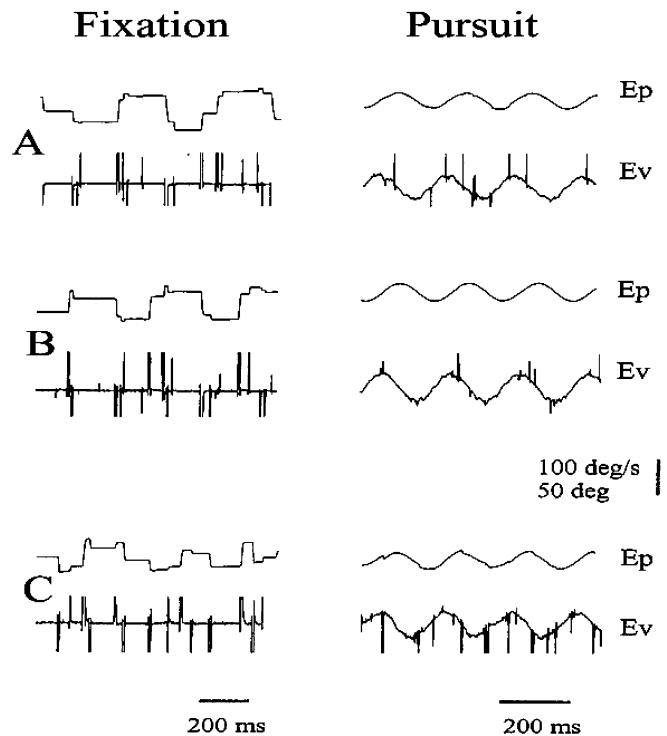 Fixation Pursuit
Ep
A
Ev
Ep
B
Ev
100 deg/s
50 deg
Ep
C
Ev
200 ms 200 ms